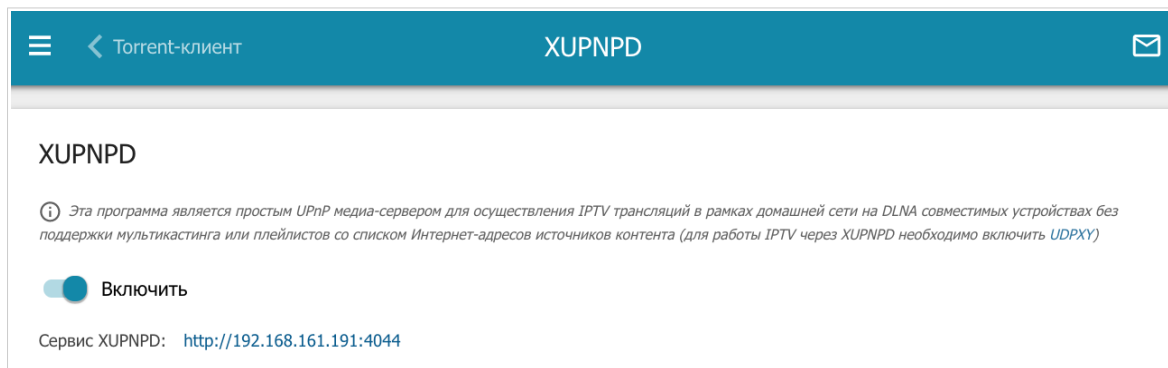 Torrent-клиент
XUPNPD
XUPNPD
Эта программа является простым UPnP медиа-сервером для осуществления IPTV трансляций в рамках домашней сети на DLNA совместимых устройствах без
поддержки мультикастинга или плейлистов со списком Интернет-адресов источников контента (для работы IPTV через XUPNPD необходимо включить UDPXY)
Включить
Сервис XUPNPD: http://192.168.161.191:4044